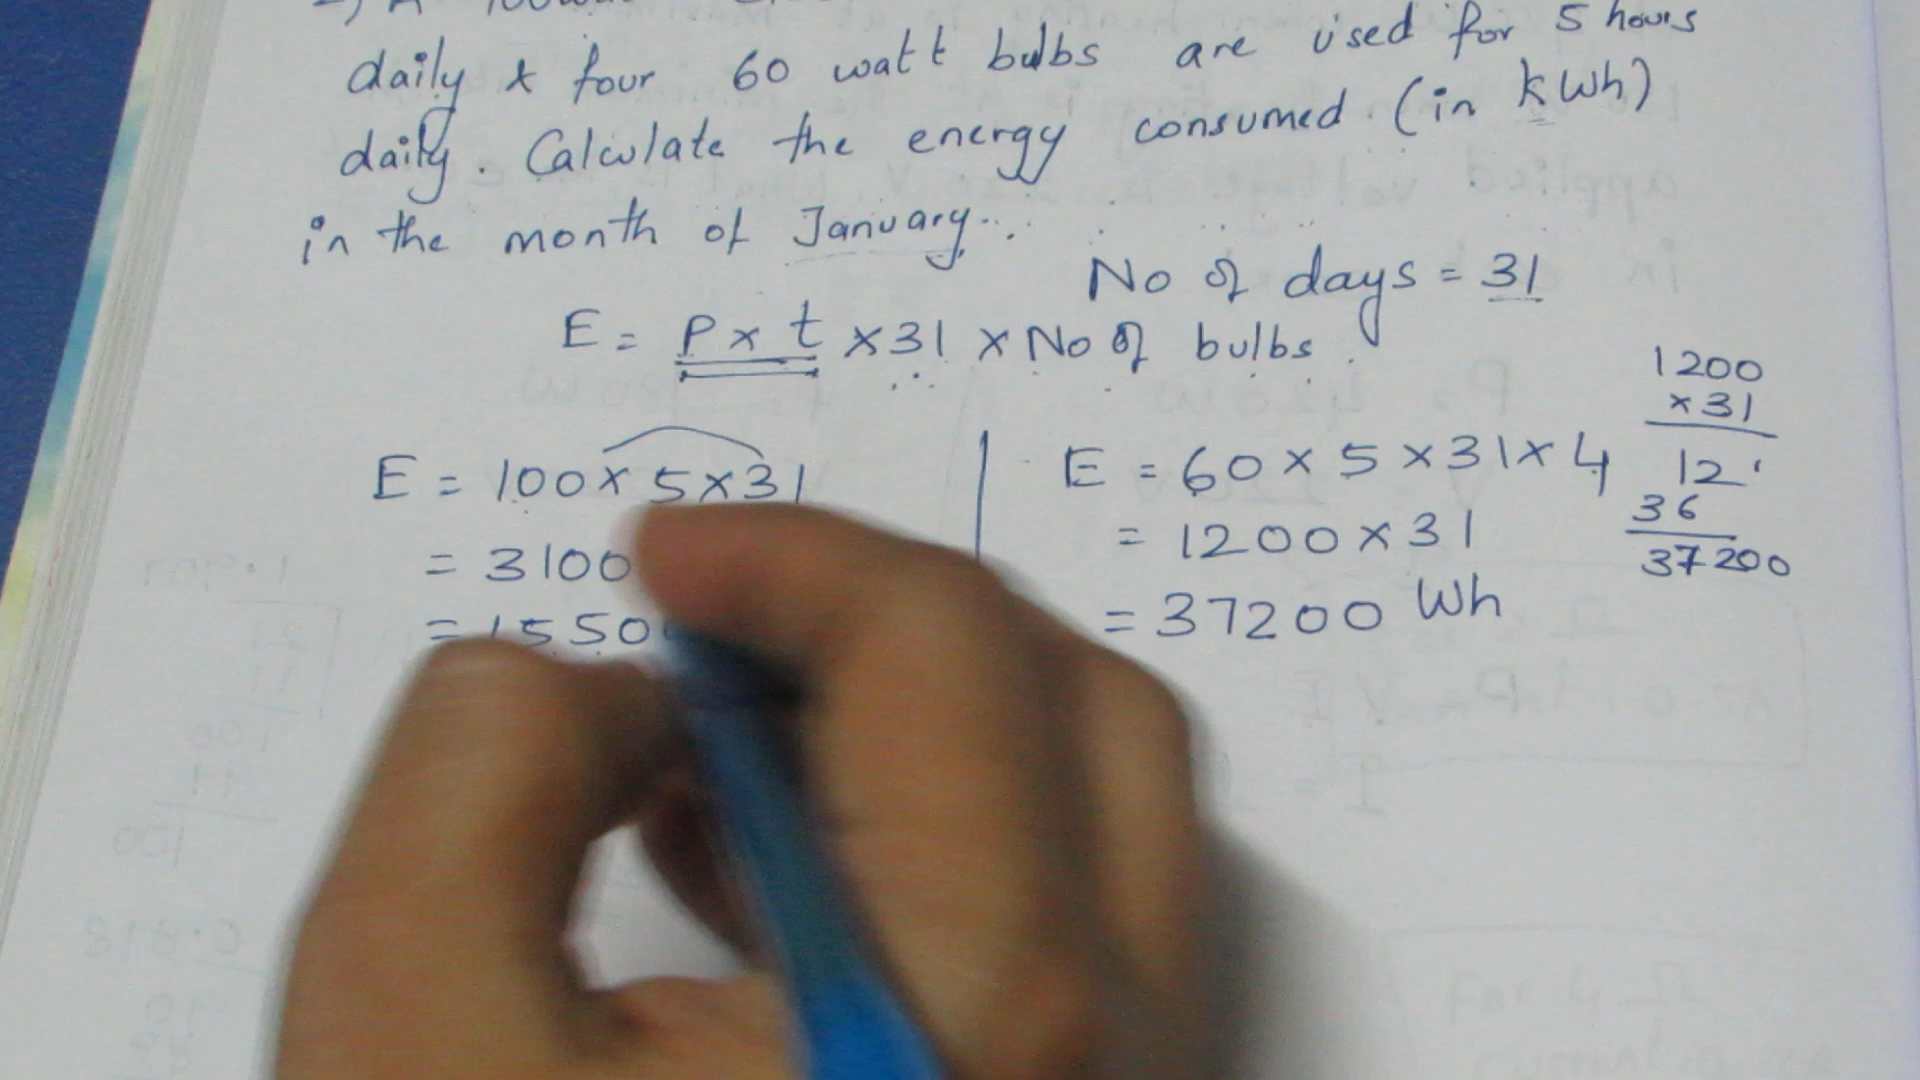 daily & four 60 watt bulbs are used for 5 hours
daily. Calculate the energy consumed (in kWh)
in the month of January.
No of days = 31
E = P x t x 31 x No of bulbs
E = 100 x 5 x 31
= 3100
= 1550
E = 60 x 5 x 31 x 4
= 1200 x 31
= 37200 Wh
1200
x 31
12
36
37200